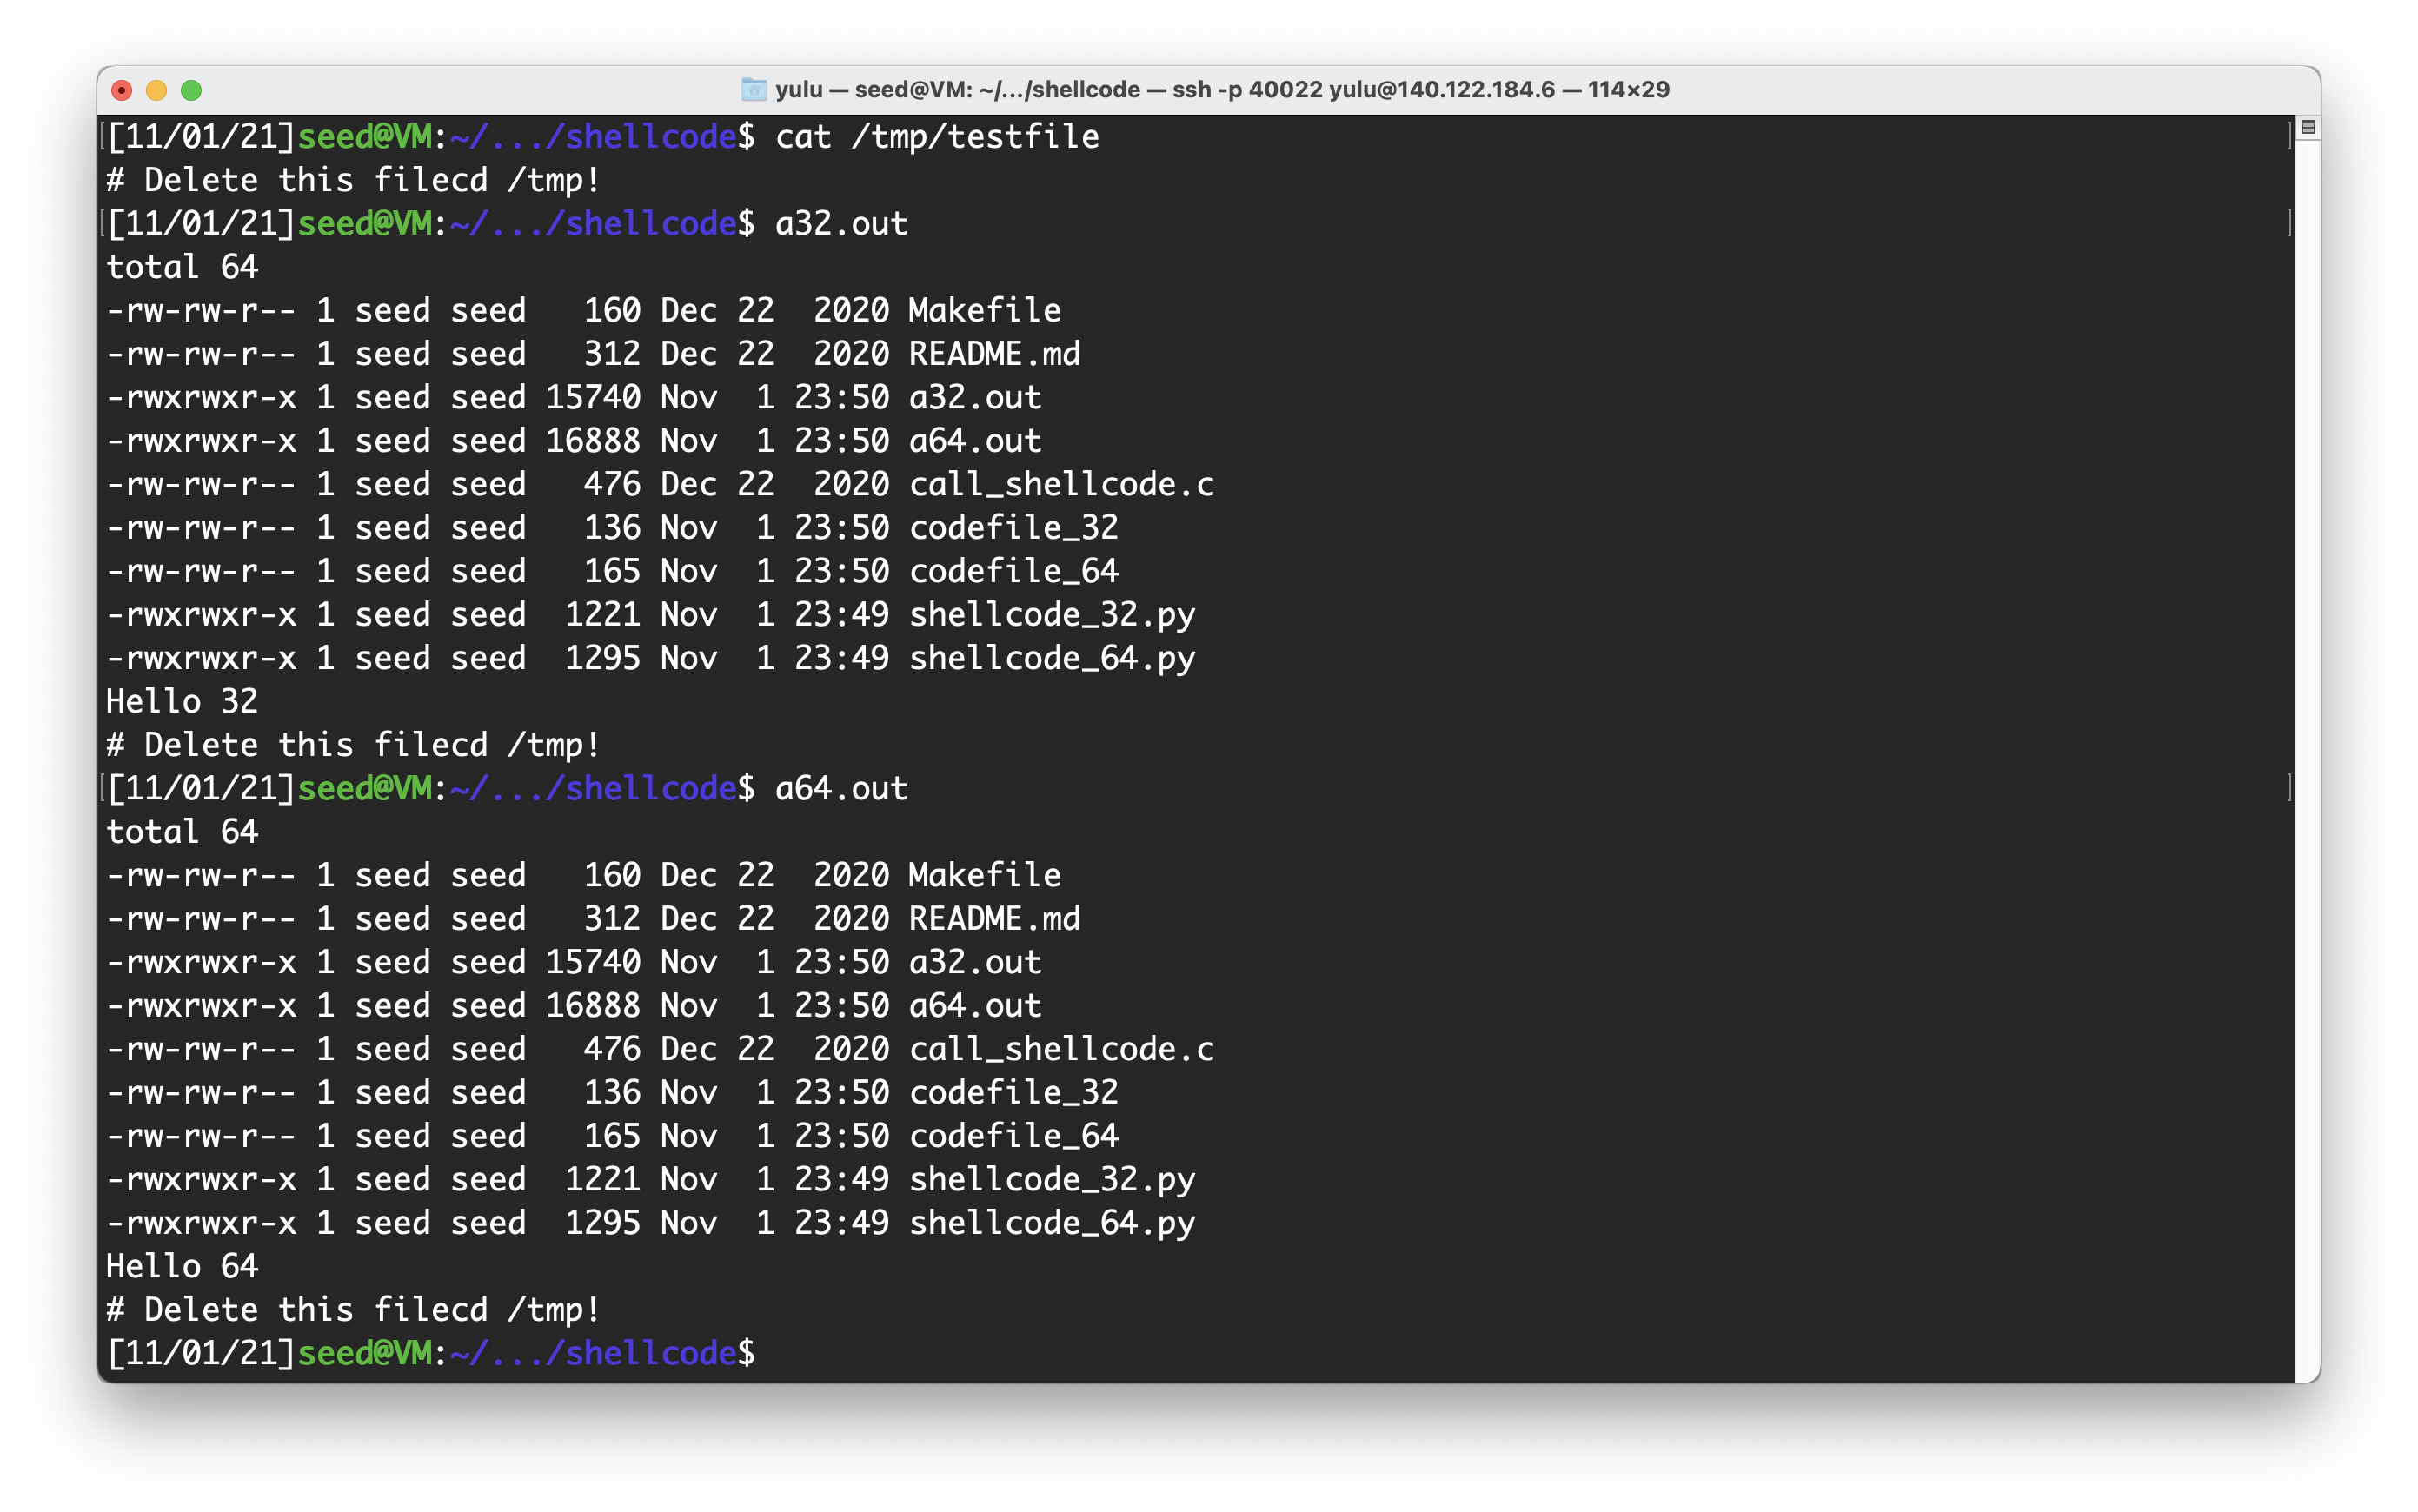 yulu — seed@VM: ~/.../shellcode — ssh -p 40022 yulu@140.122.184.6 — 114×29
[[11/01/21]seed@VM:~/.../shellcode$ cat /tmp/testfile ]
# Delete this filecd /tmp!
[[11/01/21]seed@VM:~/.../shellcode$ a32.out ]
total 64
-rw-rw-r-- 1 seed seed   160 Dec 22  2020 Makefile
-rw-rw-r-- 1 seed seed   312 Dec 22  2020 README.md
-rwxrwxr-x 1 seed seed 15740 Nov  1 23:50 a32.out
-rwxrwxr-x 1 seed seed 16888 Nov  1 23:50 a64.out
-rw-rw-r-- 1 seed seed   476 Dec 22  2020 call_shellcode.c
-rw-rw-r-- 1 seed seed   136 Nov  1 23:50 codefile_32
-rw-rw-r-- 1 seed seed   165 Nov  1 23:50 codefile_64
-rwxrwxr-x 1 seed seed  1221 Nov  1 23:49 shellcode_32.py
-rwxrwxr-x 1 seed seed  1295 Nov  1 23:49 shellcode_64.py
Hello 32
# Delete this filecd /tmp!
[[11/01/21]seed@VM:~/.../shellcode$ a64.out ]
total 64
-rw-rw-r-- 1 seed seed   160 Dec 22  2020 Makefile
-rw-rw-r-- 1 seed seed   312 Dec 22  2020 README.md
-rwxrwxr-x 1 seed seed 15740 Nov  1 23:50 a32.out
-rwxrwxr-x 1 seed seed 16888 Nov  1 23:50 a64.out
-rw-rw-r-- 1 seed seed   476 Dec 22  2020 call_shellcode.c
-rw-rw-r-- 1 seed seed   136 Nov  1 23:50 codefile_32
-rw-rw-r-- 1 seed seed   165 Nov  1 23:50 codefile_64
-rwxrwxr-x 1 seed seed  1221 Nov  1 23:49 shellcode_32.py
-rwxrwxr-x 1 seed seed  1295 Nov  1 23:49 shellcode_64.py
Hello 64
# Delete this filecd /tmp!
[11/01/21]seed@VM:~/.../shellcode$